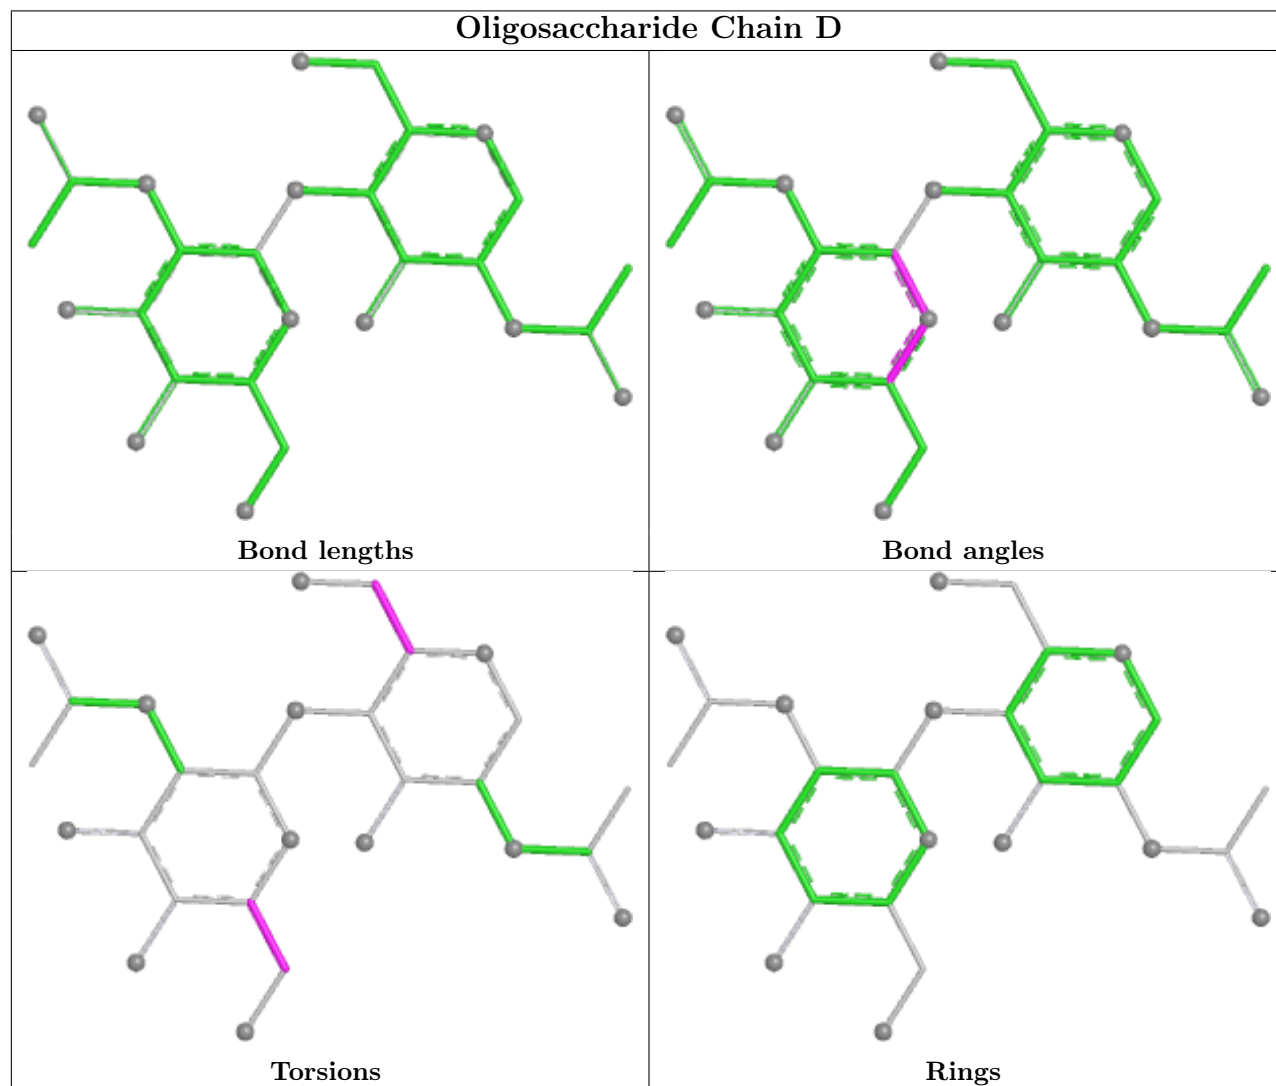 Oligosaccharide Chain D
Bond lengths
Bond angles
Torsions
Rings